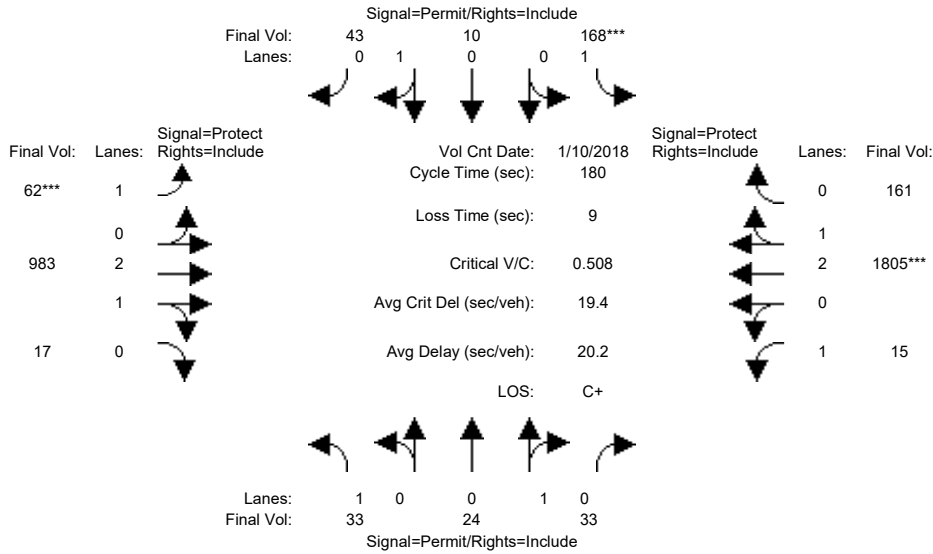 Signal=Permit/Rights=Include
Final Vol: 43 10 168***
Lanes: 0 1 0 0 1
Signal=Protect
Final Vol: Lanes: Rights=Include
Vol Cnt Date: 1/10/2018
Signal=Protect
Rights=Include Lanes: Final Vol:
Cycle Time (sec): 180
62*** 1 0 161
Loss Time (sec): 9
0 1
983 2 Critical V/C: 0.508 2 1805***
1 Avg Crit Del (sec/veh): 19.4 0
17 0 Avg Delay (sec/veh): 20.2 1 15
LOS: C+
Lanes: 1 0 0 1 0
Final Vol: 33 24 33
Signal=Permit/Rights=Include